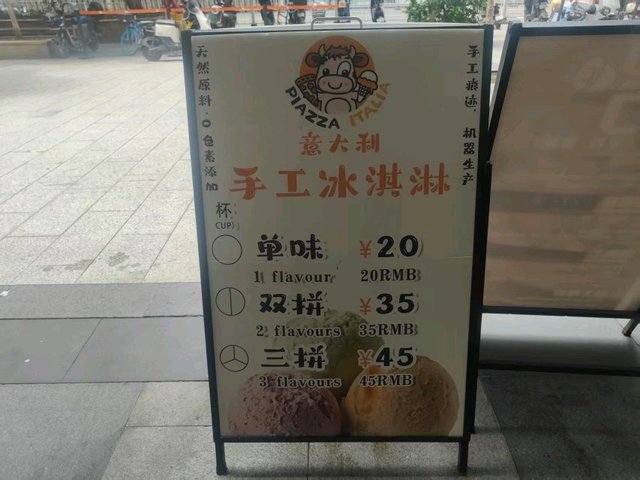 PIAZZA ITALIA
天然原料·0色素添加
手工痕迹，机器生产
意大利
手工冰淇淋
杯
CUP)
单味 ¥20
1 flavour 20RMB
双拼 ¥35
2 flavours 35RMB
三拼 ¥45
3 flavours 45RMB